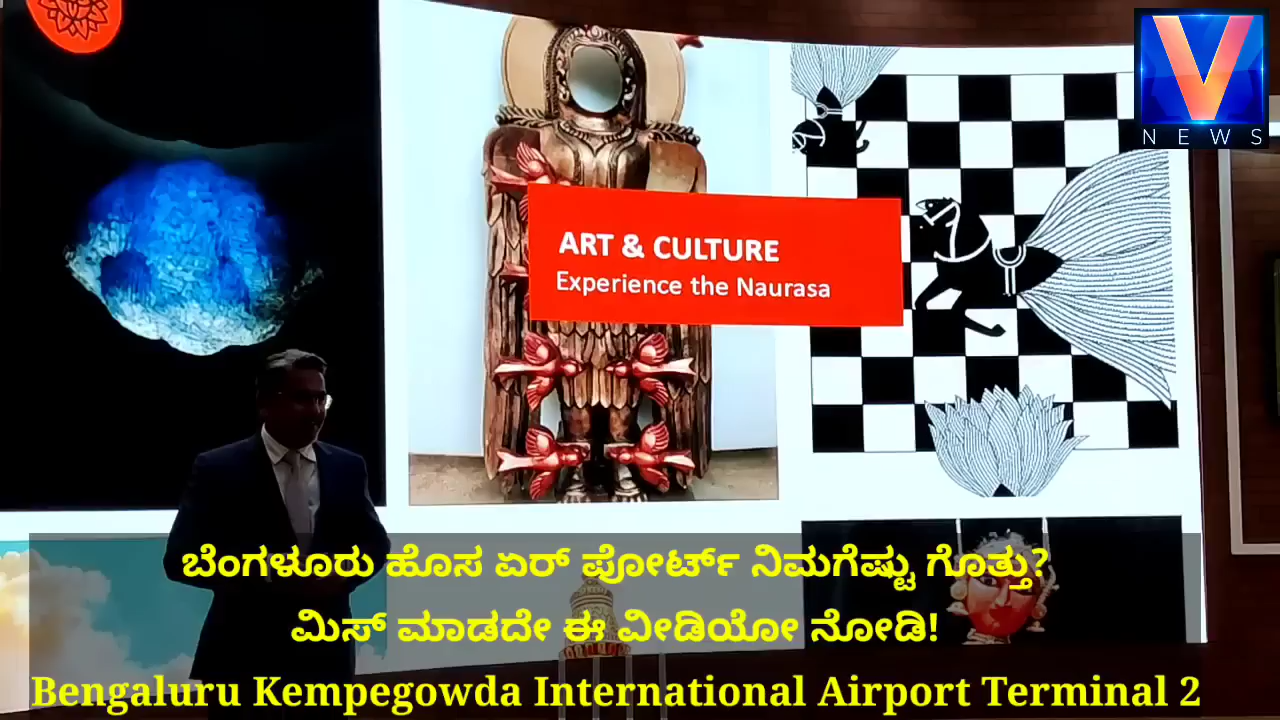 V
NEWS
ART & CULTURE
Experience the Naurasa
ಬೆಂಗಳೂರು ಹೊಸ ಏರ್ ಪೋರ್ಟ್ ನಿಮಗೆಷ್ಟು ಗೊತ್ತು?
ಮಿಸ್ ಮಾಡದೇ ಈ ವೀಡಿಯೋ ನೋಡಿ!
Bengaluru Kempegowda International Airport Terminal 2